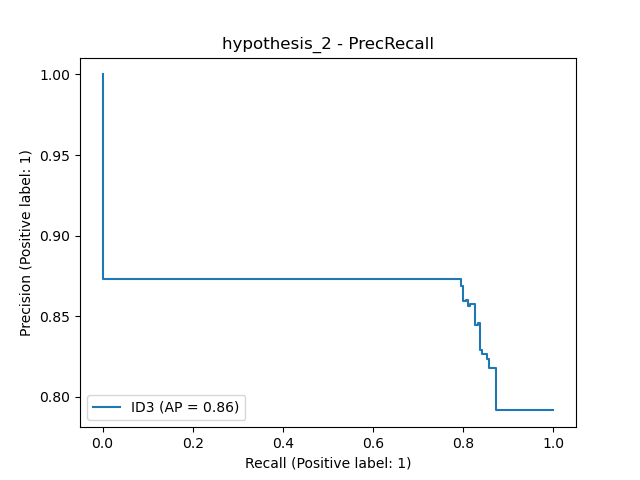 hypothesis_2 - PrecRecall
1.00
0.95
0.90
0.85
0.80
Precision (Positive label: 1)
ID3 (AP = 0.86)
0.0 0.2 0.4 0.6 0.8 1.0
Recall (Positive label: 1)